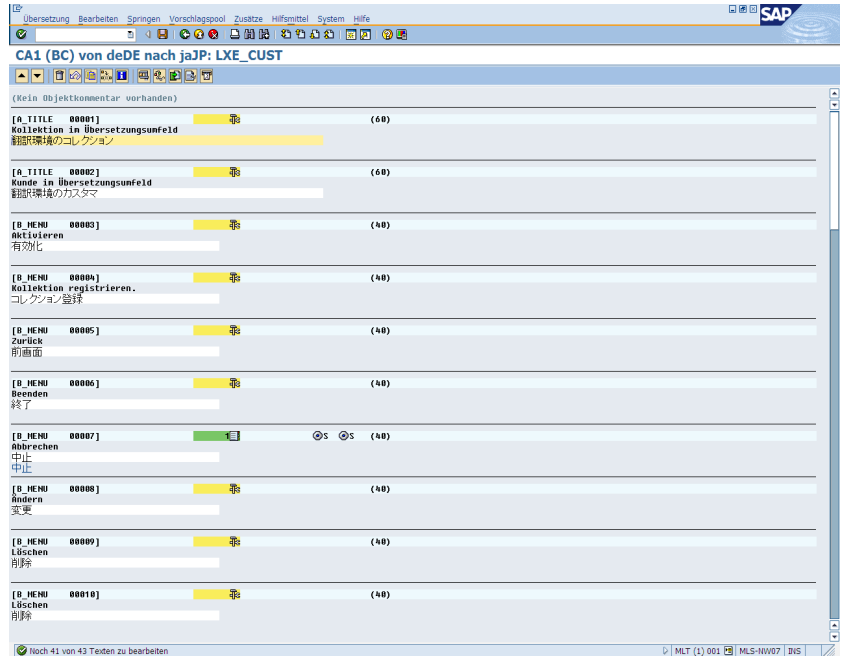 Übersetzung Bearbeiten Springen Vorschlagspool Zusätze Hilfsmittel System Hilfe
SAP
CA1 (BC) von deDE nach jaJP: LXE_CUST
(Kein Objektkommentar vorhanden)
[A_TITLE 00001] (60)
Kollektion im Übersetzungsumfeld
翻訳環境のコレクション
[A_TITLE 00002] (60)
Kunde in Übersetzungsumfeld
翻訳環境のカスタマ
[B_MENU 00003] (40)
Aktivieren
有効化
[B_MENU 00004] (40)
Kollektion registrieren.
コレクション登録
[B_MENU 00005] (40)
Zurück
前画面
[B_MENU 00006] (40)
Beenden
終了
[B_MENU 00007] 1 S S (40)
Abbrechen
中止
中止
[B_MENU 00008] (40)
Ändern
変更
[B_MENU 00009] (40)
Löschen
削除
[B_MENU 00010] (40)
Löschen
削除
Noch 41 von 43 Texten zu bearbeiten MLT (1) 001 MLS-NW07 INS